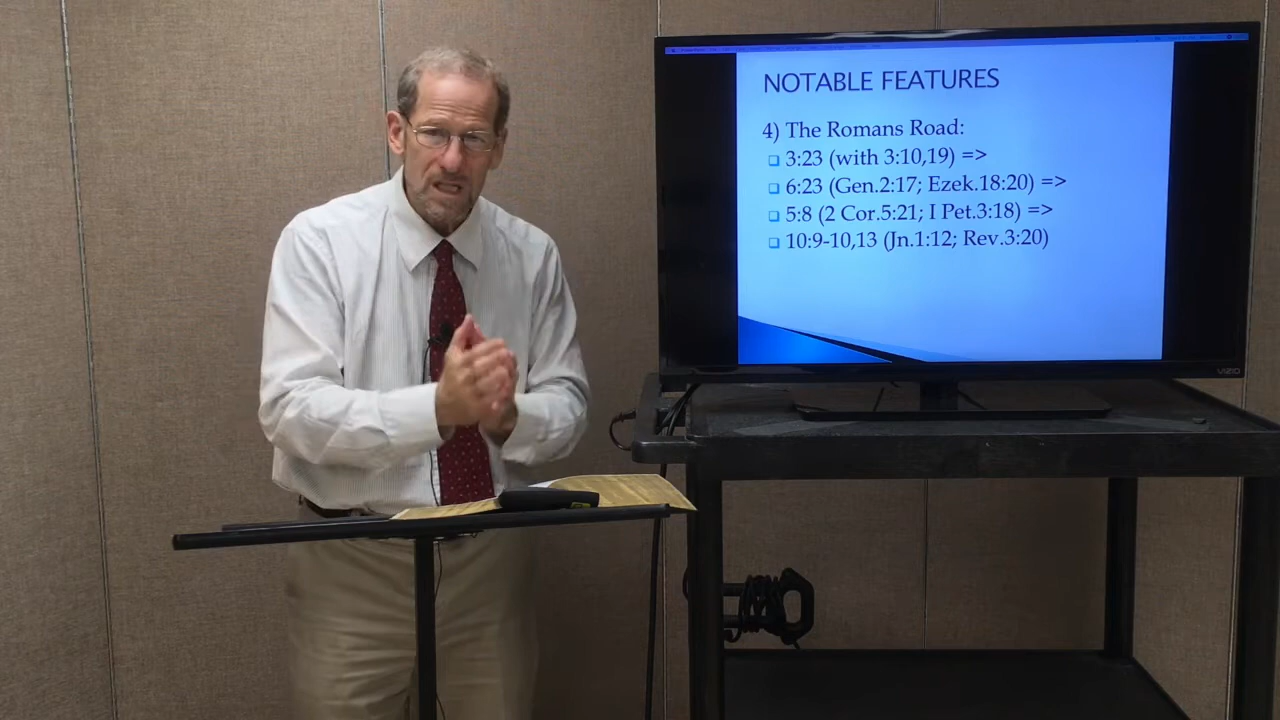 NOTABLE FEATURES
4) The Romans Road:
3:23 (with 3:10,19) =>
6:23 (Gen.2:17; Ezek.18:20) =>
5:8 (2 Cor.5:21; I Pet.3:18) =>
10:9-10,13 (Jn.1:12; Rev.3:20)
VIZIO